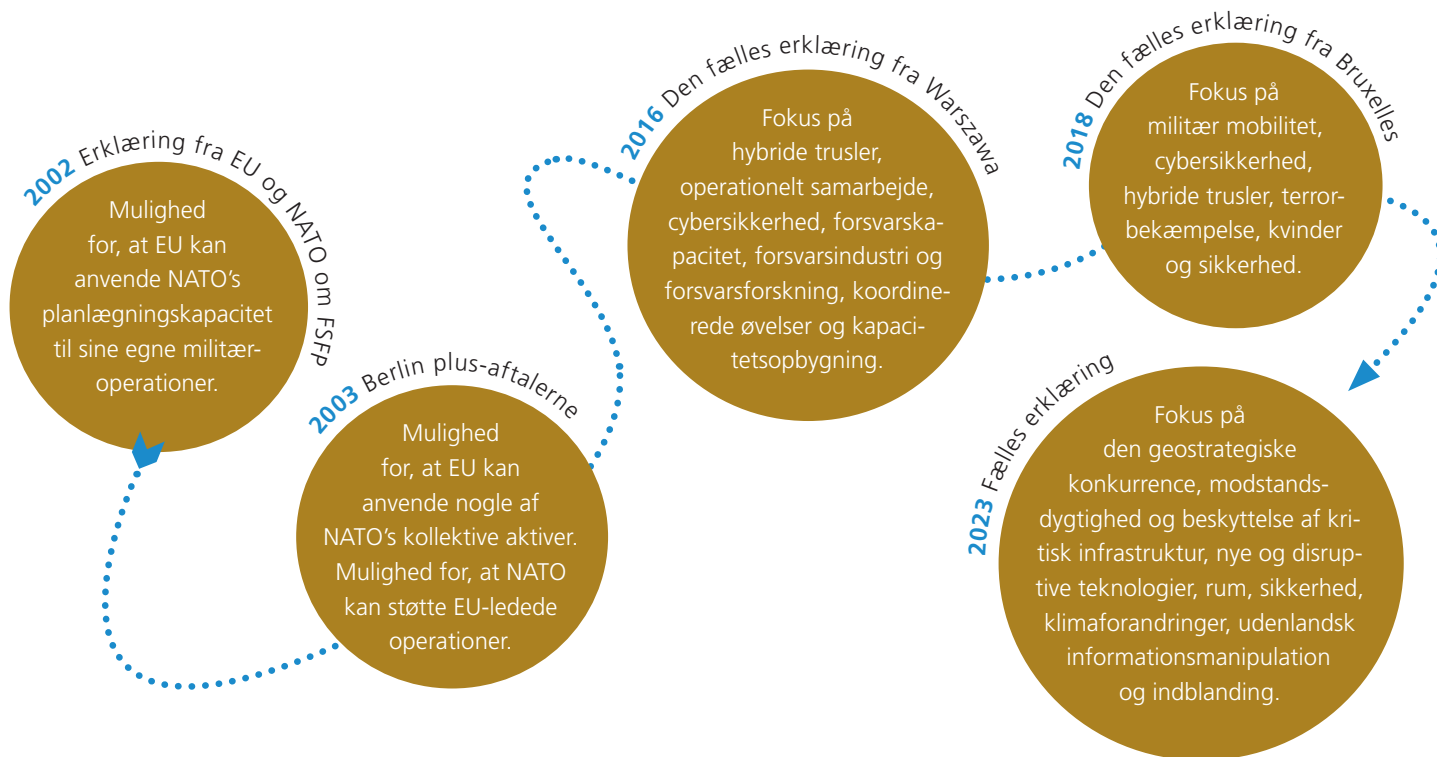 2002 Erklæring fra EU og NATO om ESFP
Mulighed
for, at EU kan
anvende NATO’s
planlægningskapacitet
til sine egne militær-
operationer.
2003 Berlin plus-aftalerne
Mulighed
for, at EU kan
anvende nogle af
NATO’s kollektive aktiver.
Mulighed for, at NATO
kan støtte EU-ledede
operationer.
2016 Den fælles erklæring fra Warszawa
Fokus på
hybride trusler,
operationelt samarbejde,
cybersikkerhed, forsvarska-
pacitet, forsvarsindustri og
forsvarsforskning, koordine-
rede øvelser og kapaci-
tetsopbygning.
2018 Den fælles erklæring fra Bruxelles
Fokus på
militær mobilitet,
cybersikkerhed,
hybride trusler, terror-
bekæmpelse, kvinder
og sikkerhed.
2023 Fælles erklæring
Fokus på
den geostrategiske
konkurrence, modstands-
dygtighed og beskyttelse af kri-
tisk infrastruktur, nye og disrup-
tive teknologier, rum, sikkerhed,
klimaforandringer, udenlandsk
informationsmanipulation
og indblanding.